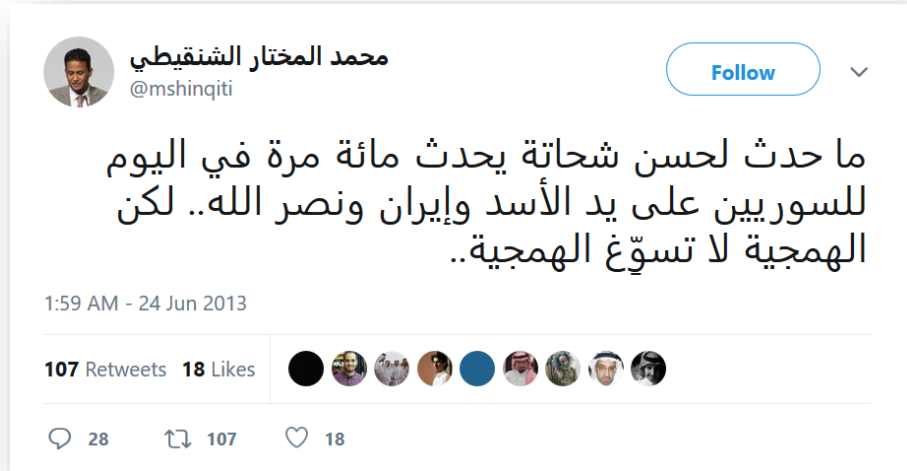 محمد المختار الشنقيطي
@mshinqiti
Follow
ما حدث لحسن شحاتة يحدث مائة مرة في اليوم
للسوريين على يد الأسد وإيران ونصر الله.. لكن
الهمجية لا تسوّغ الهمجية..
1:59 AM - 24 Jun 2013
107 Retweets 18 Likes
28 107 18